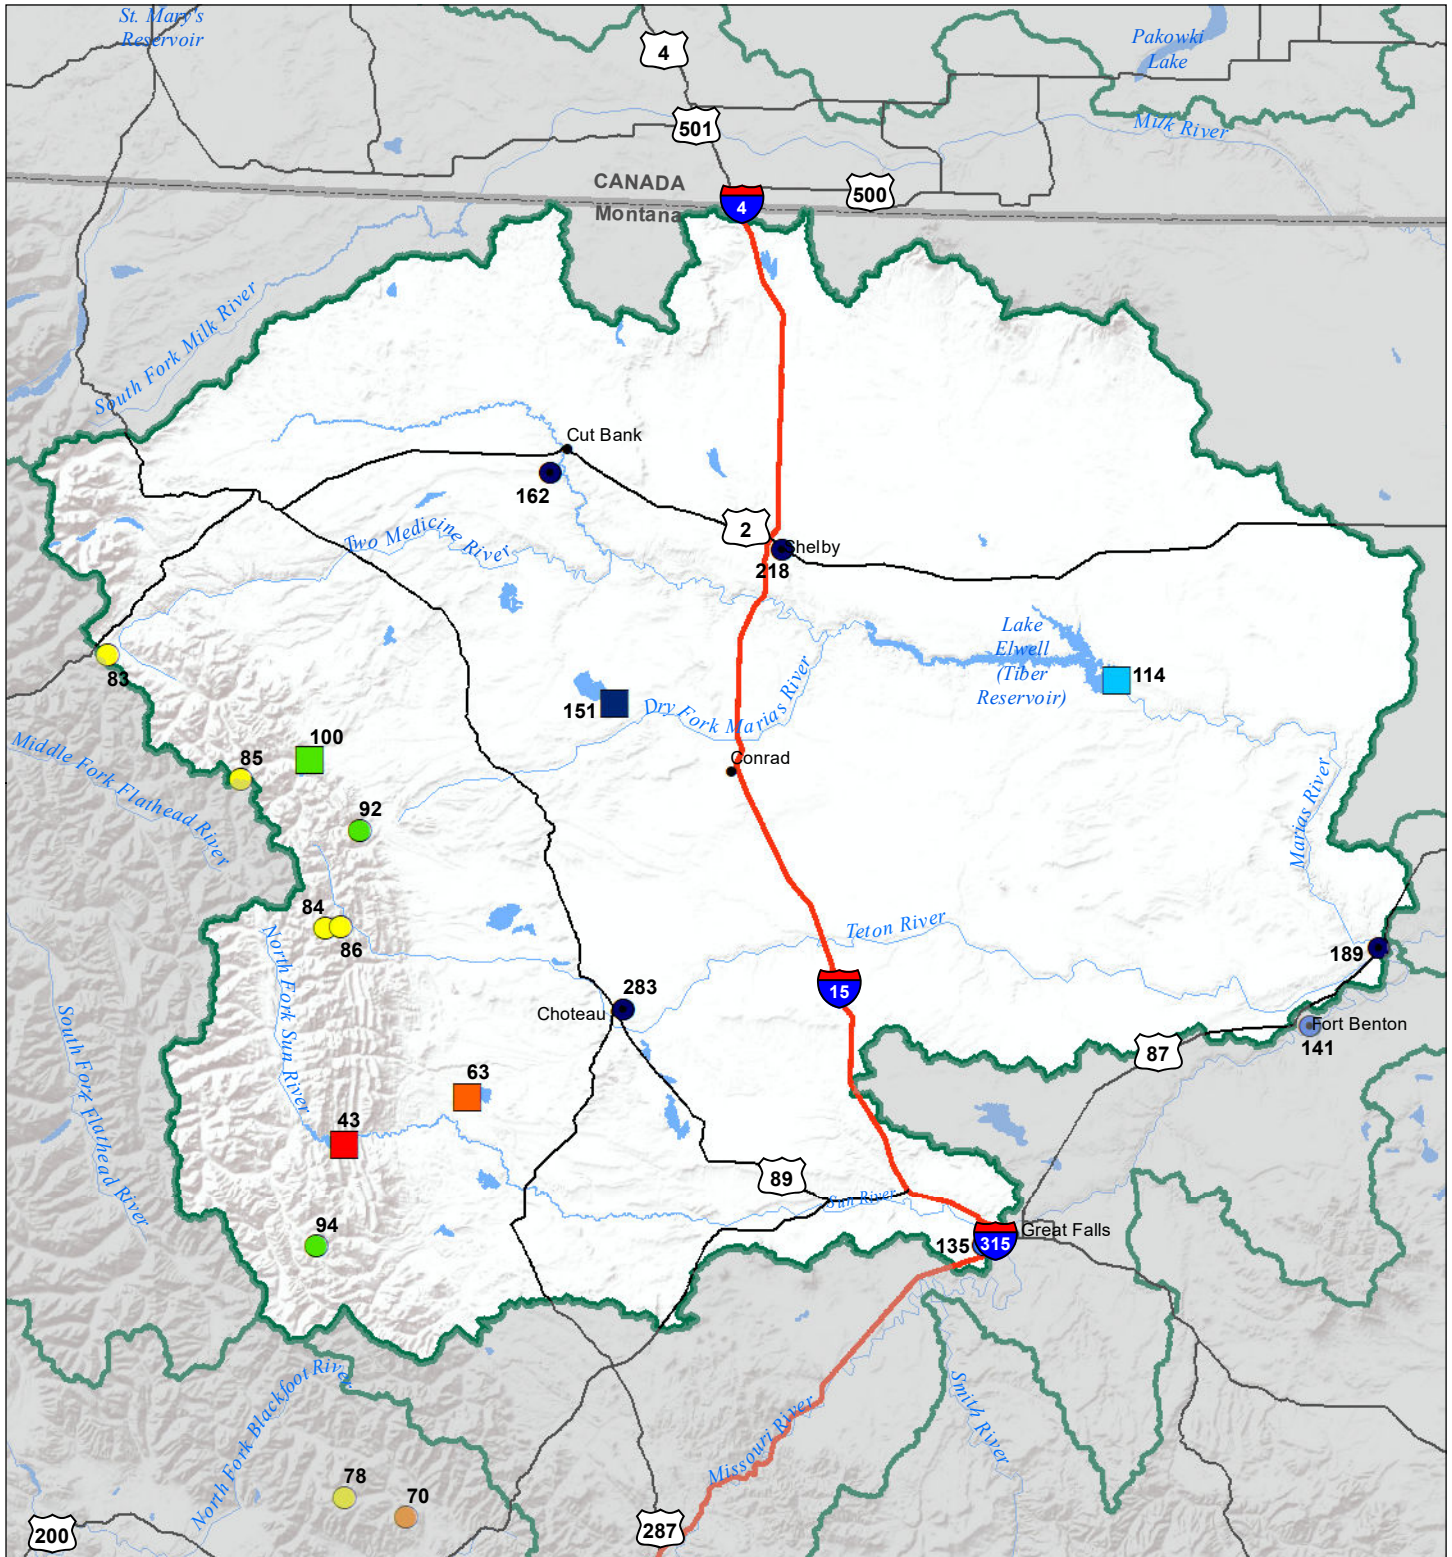 St. Mary's
Reservoir
4
Pakowki
Lake
501
Milk River
CANADA
Montana
4
500
South Fork Milk River
Cut Bank
162
Two Medicine River
2
Shelby
218
Lake
Elwell
(Tiber
Reservoir)
83
114
151
Dry Fork Marias River
100
85
Conrad
Middle Fork Flathead River
92
Marias River
84
86
Teton River
North Fork Sun River
189
283
Choteau
15
South Fork Flathead River
Fort Benton
141
87
63
43
89
Sun River
94
135
315
Great Falls
North Fork Blackfoot River
Smith River
Missouri River
78
70
200
287